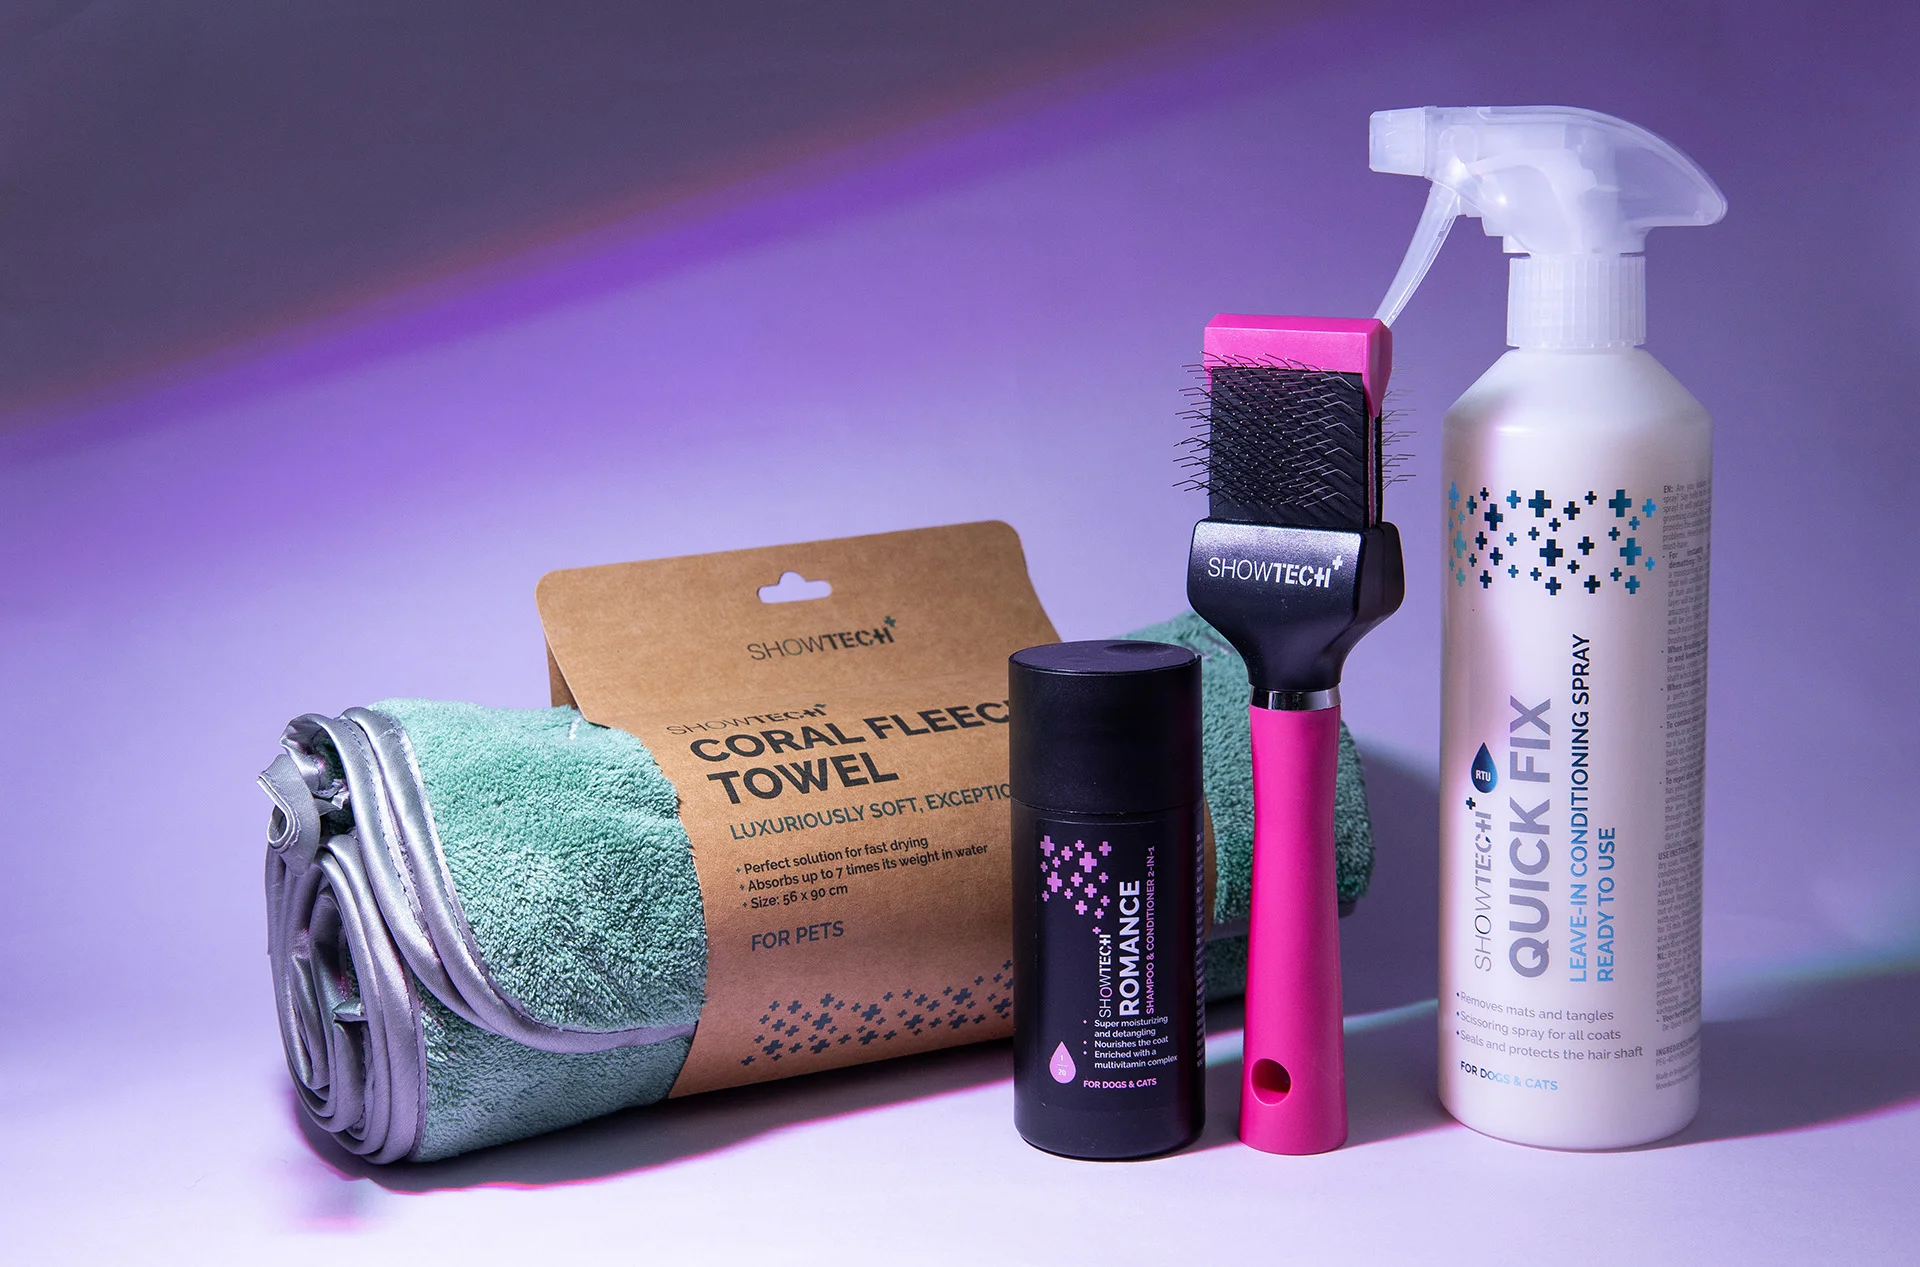 SHOWTECH+
SHOWTECH+
CORAL FLEEC
TOWEL
LUXURIOUSLY SOFT, EXCEPTIO
+ Perfect solution for fast drying
+ Absorbs up to 7 times its weight in water
+ Size: 56 x 90 cm
FOR PETS
SHOWTECH+
ROMANCE
SHAMPOO & CONDITIONER 2-IN-1
+ Super moisturizing
and detangling
+ Nourishes the coat
+ Enriched with a
multivitamin complex
1
20
FOR DOGS & CATS
SHOWTECH+
SHOWTECH+
RTU
QUICK FIX
LEAVE-IN CONDITIONING SPRAY
READY TO USE
• Removes mats and tangles
• Scissoring spray for all coats
• Seals and protects the hair shaft
FOR DOGS & CATS